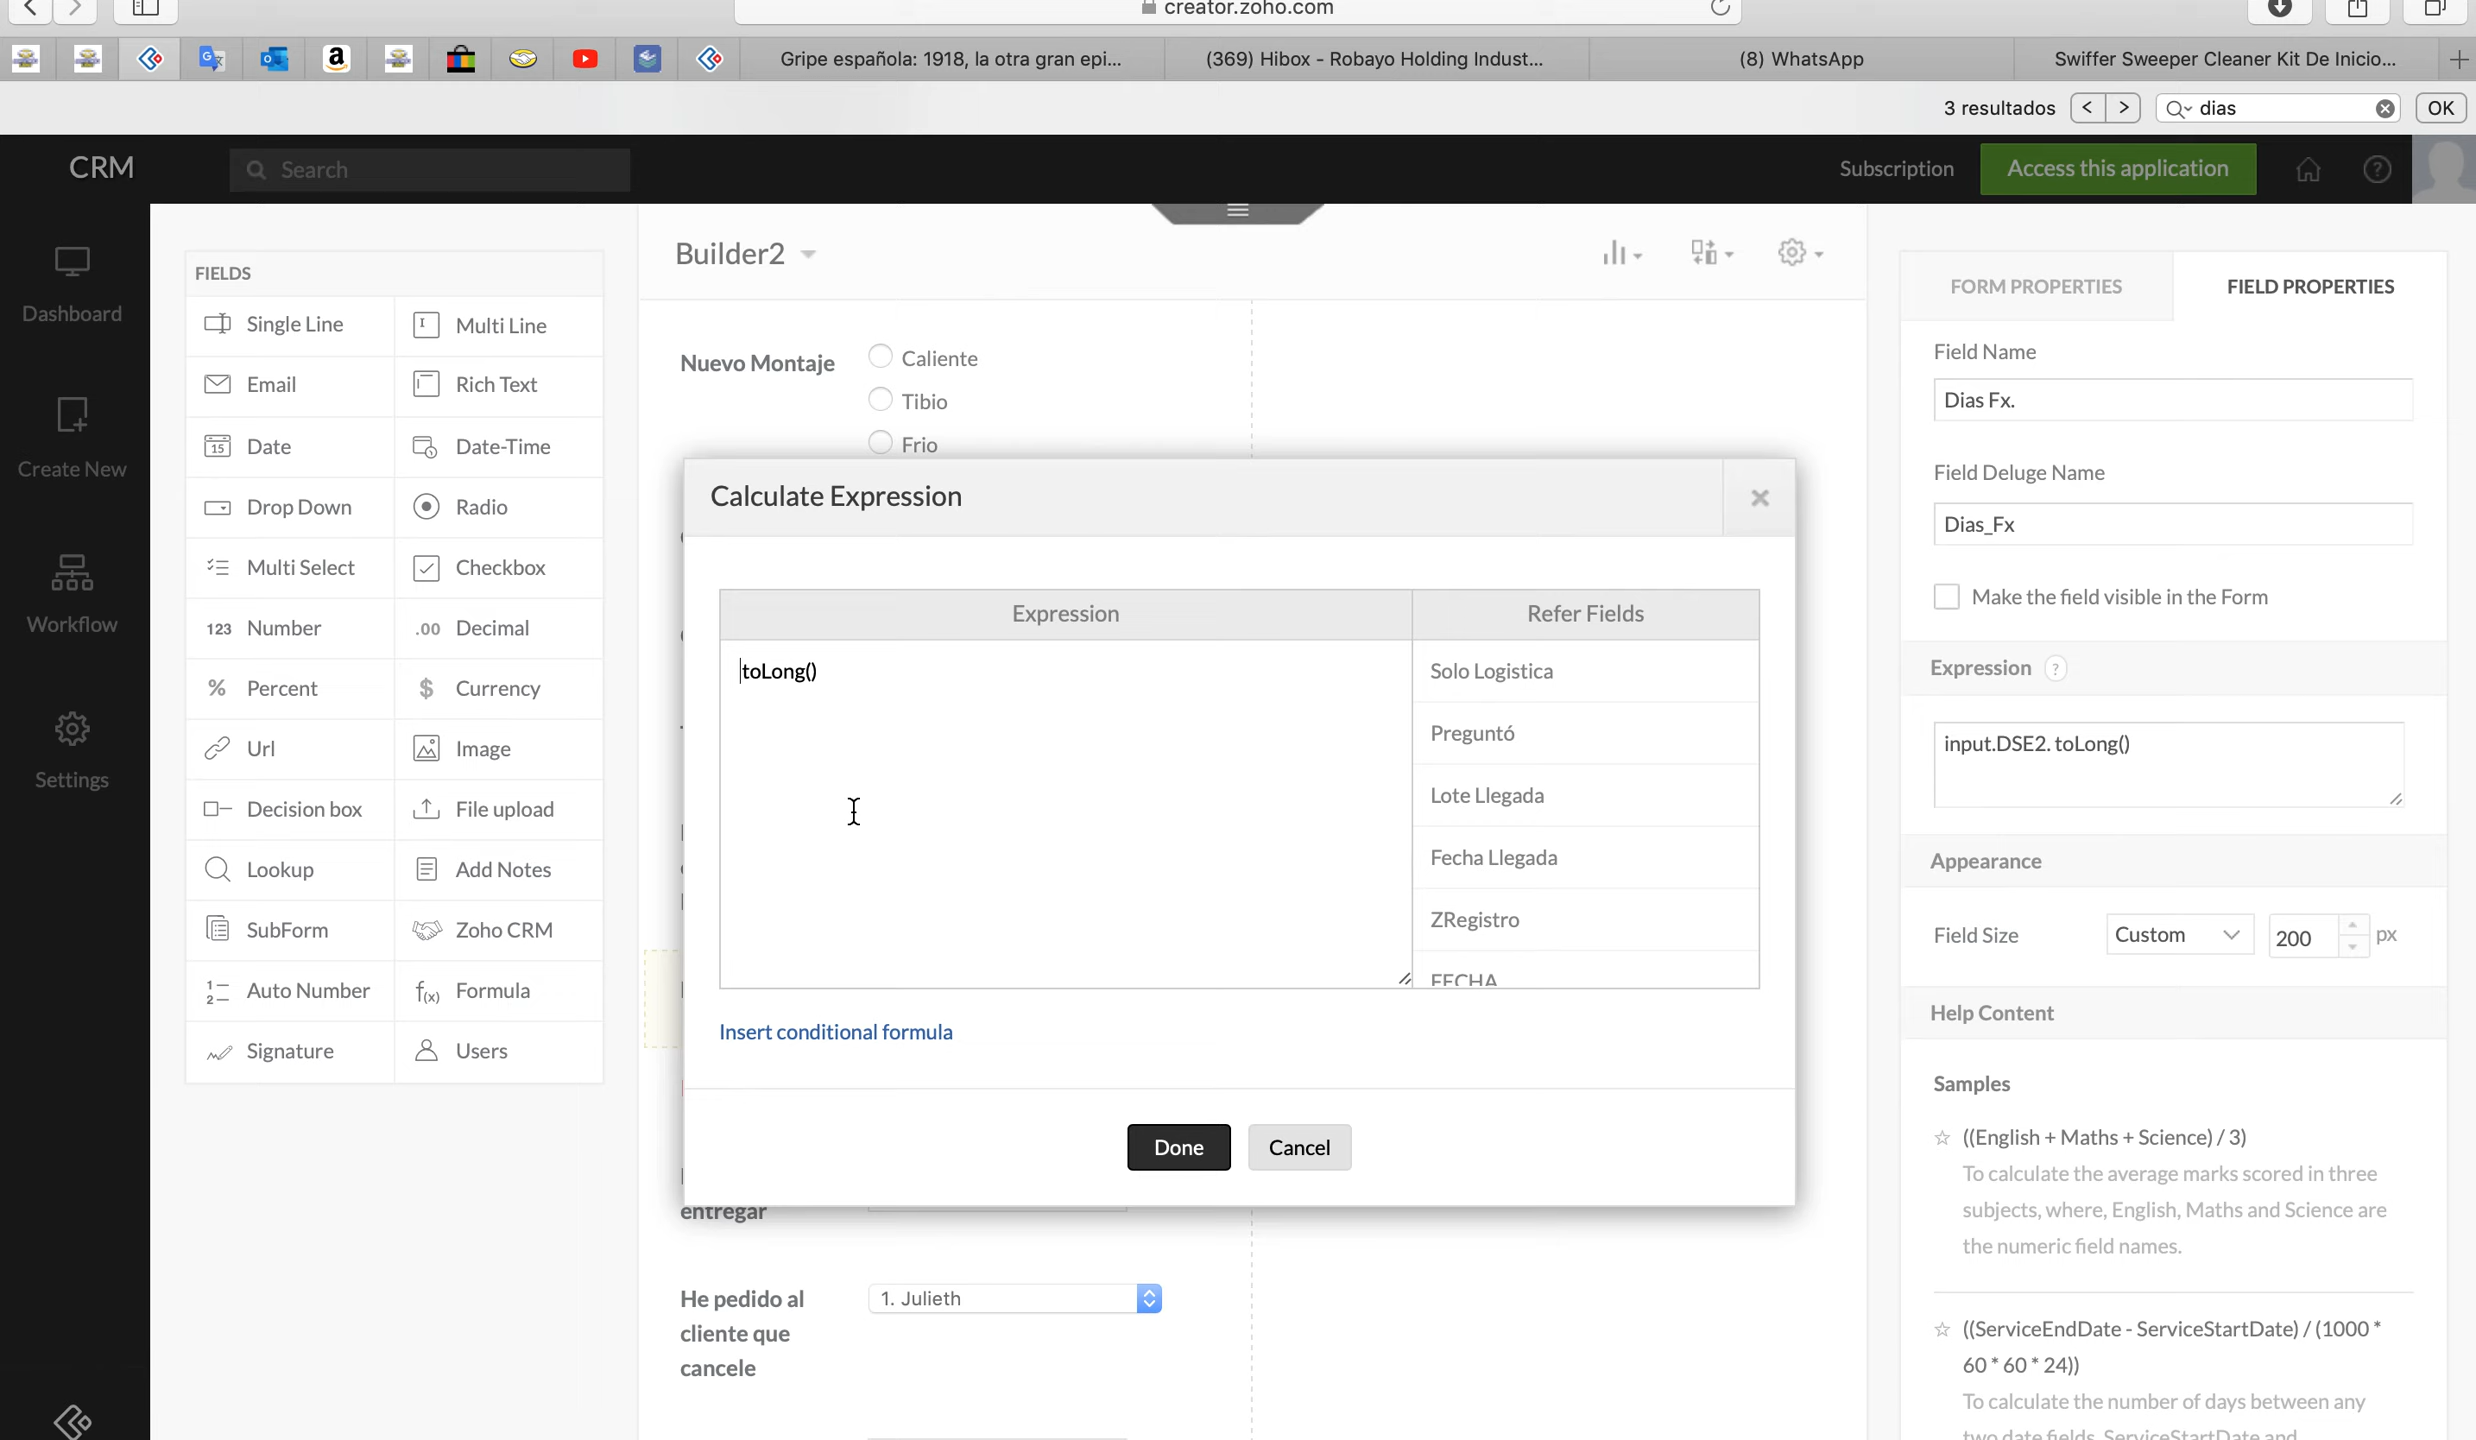 creator.zoho.com
Gripe española: 1918, la otra gran epi...
(369) Hibox - Robayo Holding Indust...
(8) WhatsApp
Swiffer Sweeper Cleaner Kit De Inicio...
3 resultados
dias
OK
CRM
Search
Subscription
Access this application
Dashboard
Create New
Workflow
Settings
FIELDS
Single Line
Multi Line
Email
Rich Text
Date
Date-Time
Drop Down
Radio
Multi Select
Checkbox
123 Number
.00 Decimal
% Percent
$ Currency
Url
Image
Decision box
File upload
Lookup
Add Notes
SubForm
Zoho CRM
Auto Number
f(x) Formula
Signature
Users
Builder2
Nuevo Montaje
Caliente
Tibio
Frio
Calculate Expression
Expression
Refer Fields
toLong()
Solo Logistica
Preguntó
Lote Llegada
Fecha Llegada
ZRegistro
FECHA
Insert conditional formula
Done
Cancel
entregar
He pedido al
cliente que
cancele
1. Julieth
FORM PROPERTIES
FIELD PROPERTIES
Field Name
Dias Fx.
Field Deluge Name
Dias_Fx
Make the field visible in the Form
Expression ?
input.DSE2. toLong()
Appearance
Field Size
Custom
200
px
Help Content
Samples
((English + Maths + Science) / 3)
To calculate the average marks scored in three
subjects, where, English, Maths and Science are
the numeric field names.
((ServiceEndDate - ServiceStartDate) / (1000 *
60 * 60 * 24))
To calculate the number of days between any
two date fields, ServiceStartDate and